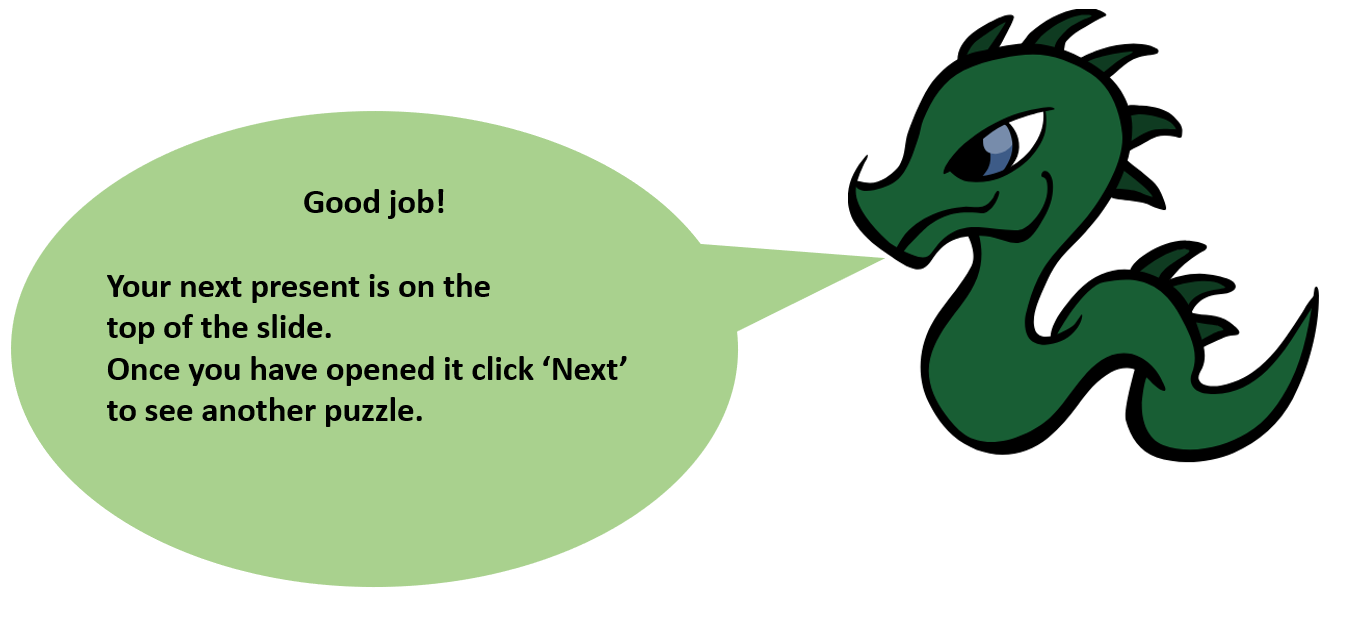 Good job!
Your next present is on the
top of the slide.
Once you have opened it click ‘Next’
to see another puzzle.